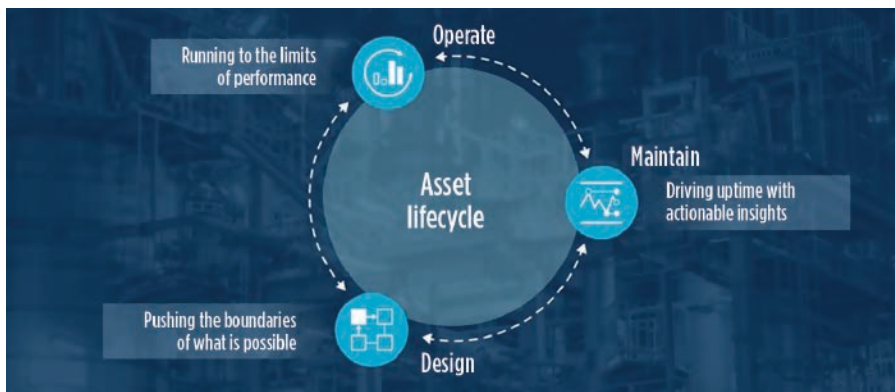 Operate
Running to the limits
of performance
Maintain
Asset
lifecycle
Driving uptime with
actionable insights
Pushing the boundaries
of what is possible
Design